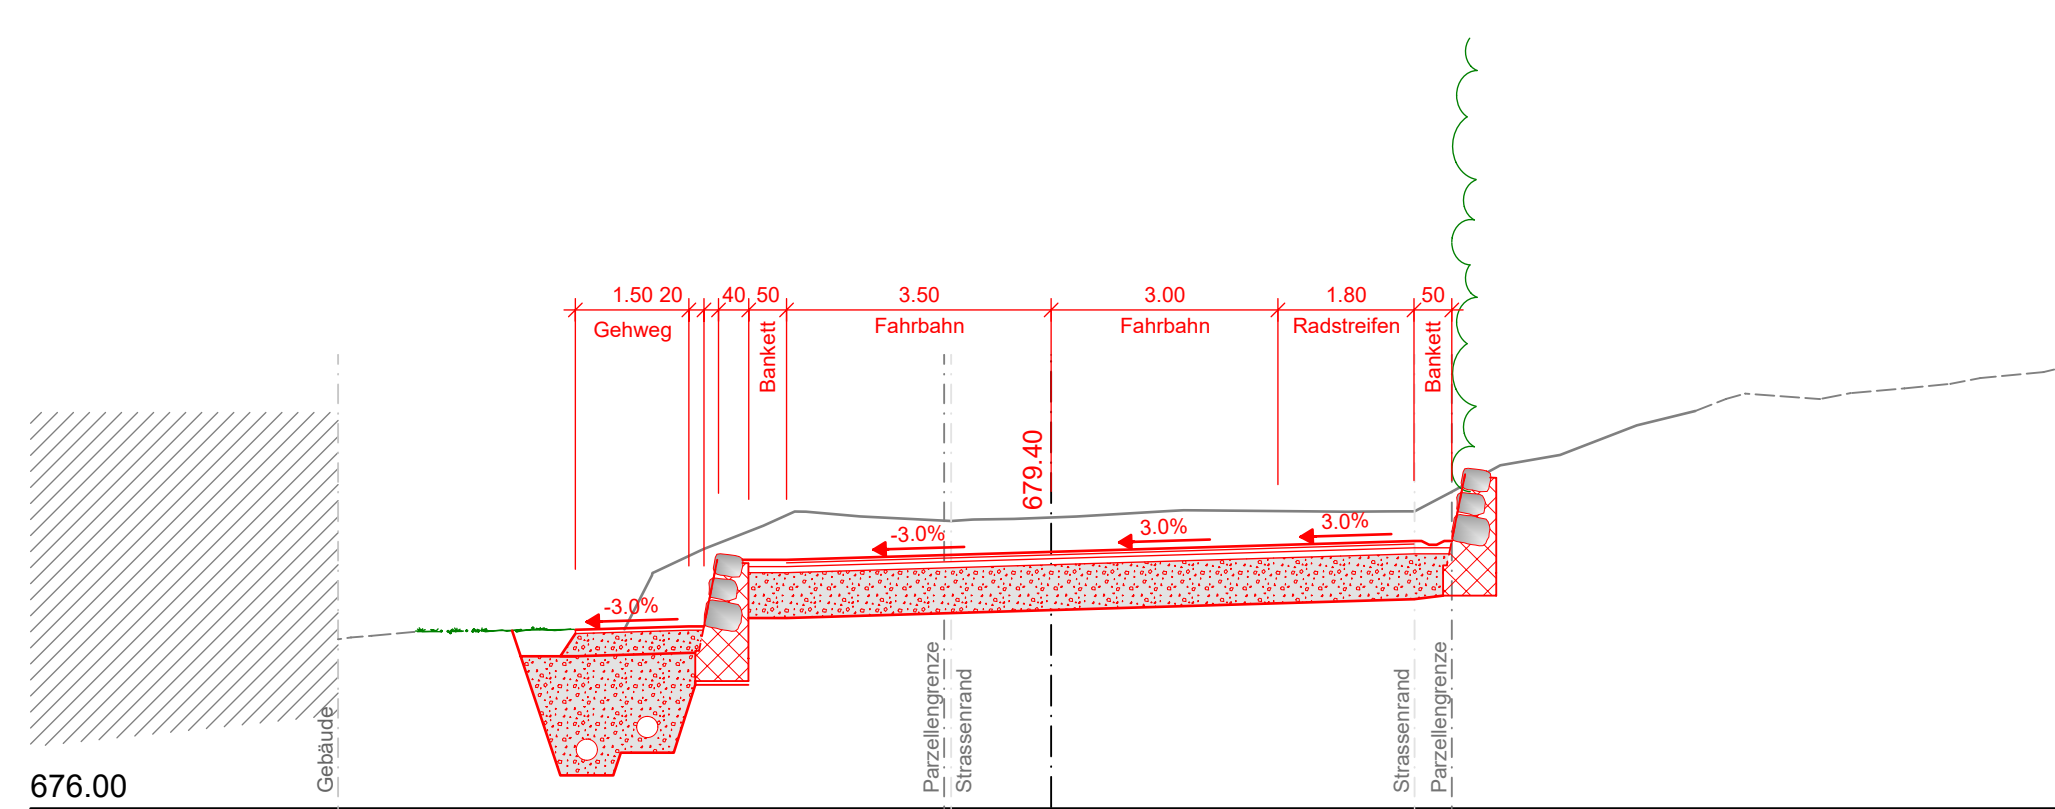 1.50 20 40 50 3.50 3.00 1.80 50
Gehweg Bankett Fahrbahn Fahrbahn Radstreifen Bankett
679.40
-3.0% 3.0% 3.0%
-3.0%
Gebäude Parzellengrenze Strassenrand Strassenrand Parzellengrenze
676.00